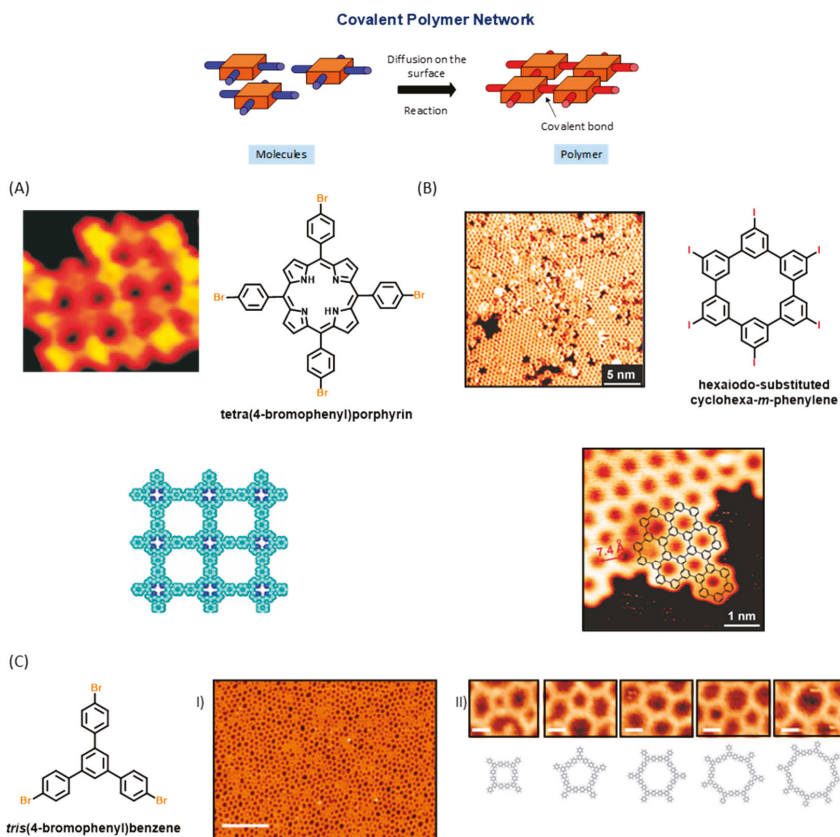 Covalent Polymer Network
Diffusion on the
surface
Reaction
Covalent bond
Molecules
Polymer
(A)
(B)
Br
Br
Br
Br
NH
N
N
HN
tetra(4-bromophenyl)porphyrin
5 nm
I
I
I
I
I
I
hexaiodo-substituted
cyclohexa-m-phenylene
7.4 Å
1 nm
(C)
Br
Br
Br
tris(4-bromophenyl)benzene
I)
II)